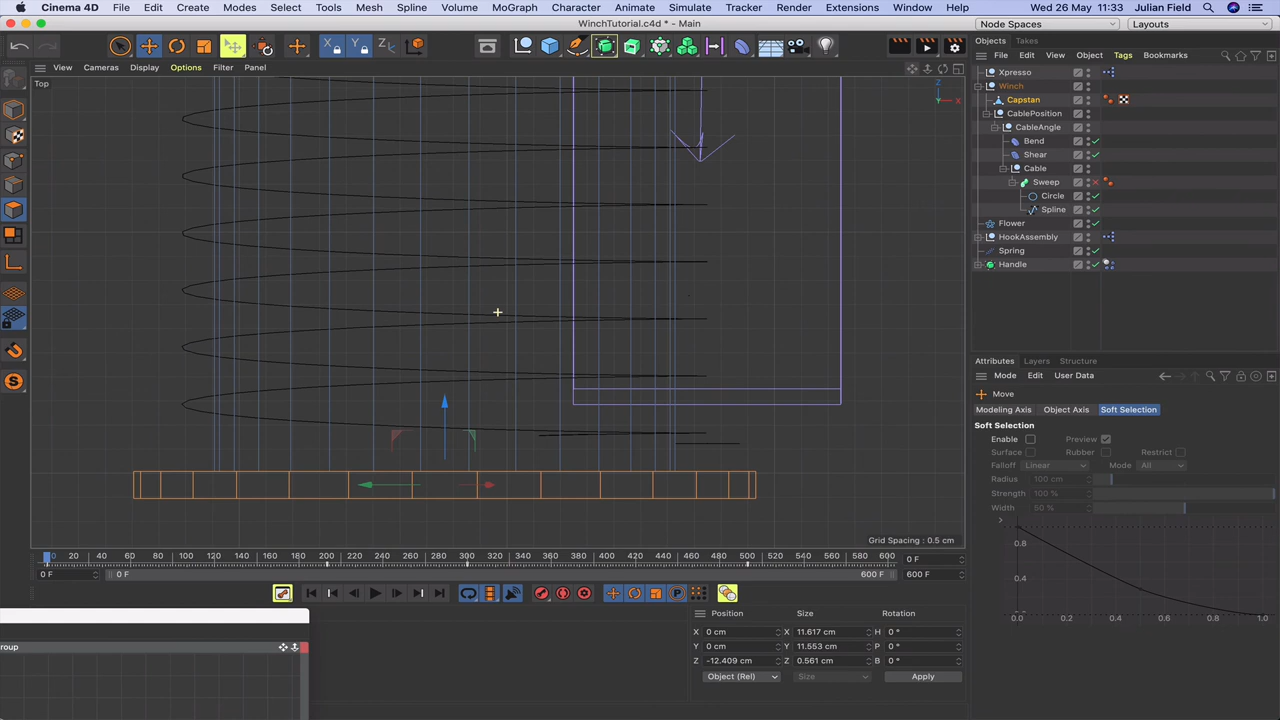 Cinema 4D File Edit Create Modes Select Tools Spline Mesh Volume MoGraph Character Animate Simulate Tracker Render Extensions Window Help Wed 26 May 11:33 Julian Field
WinchTutorial.c4d * - Main
Node Spaces Layouts
Objects Takes
View Cameras Display Options Filter Panel
File Edit View Object Tags Bookmarks
Top
Z
X
Y
Xpresso
Winch
Capstan
CablePosition
CableAngle
Bend
Shear
Cable
Sweep
Circle
Spline
Flower
HookAssembly
Spring
Handle
Attributes Layers Structure
Mode Edit User Data
Move
Modeling Axis Object Axis Soft Selection
Soft Selection
Enable Preview
Surface Rubber Restrict
Falloff Linear Mode All
Radius 100 cm
Strength 100 %
Width 50 %
0.8
0.4
0.0 0.2 0.4 0.6 0.8 1.0
Grid Spacing : 0.5 cm
0 20 40 60 80 100 120 140 160 180 200 220 240 260 280 300 320 340 360 380 400 420 440 460 480 500 520 540 560 580 600 0 F
0 F 0 F 600 F 600 F
Position Size Rotation
X 0 cm X 11.617 cm H 0 °
Y 0 cm Y 11.553 cm P 0 °
Z -12.409 cm Z 0.561 cm B 0 °
Object (Rel) Size Apply
roup